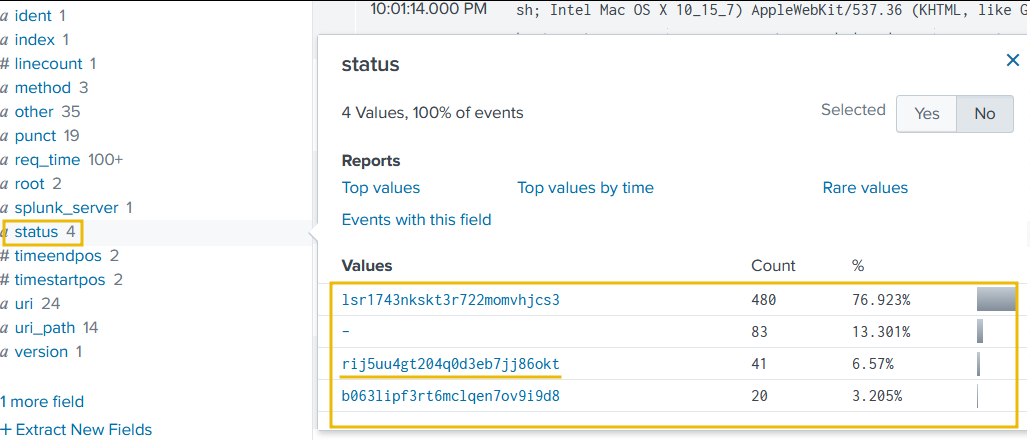 a ident 1
a index 1
# linecount 1
a method 3
a other 35
a punct 19
a req_time 100+
a root 2
a splunk_server 1
a status 4
# timeendpos 2
# timestartpos 2
a uri 24
a uri_path 14
a version 1
1 more field
+ Extract New Fields
10:01:14.000 PM sh; Intel Mac OS X 10_15_7) AppleWebKit/537.36 (KHTML, like G
status ×
4 Values, 100% of events Selected Yes No
Reports
Top values Top values by time Rare values
Events with this field
Values Count %
lsr1743nkskt3r722momvhjcs3 480 76.923%
- 83 13.301%
rij5uu4gt204q0d3eb7jj86okt 41 6.57%
b063lipf3rt6mclqen7ov9i9d8 20 3.205%